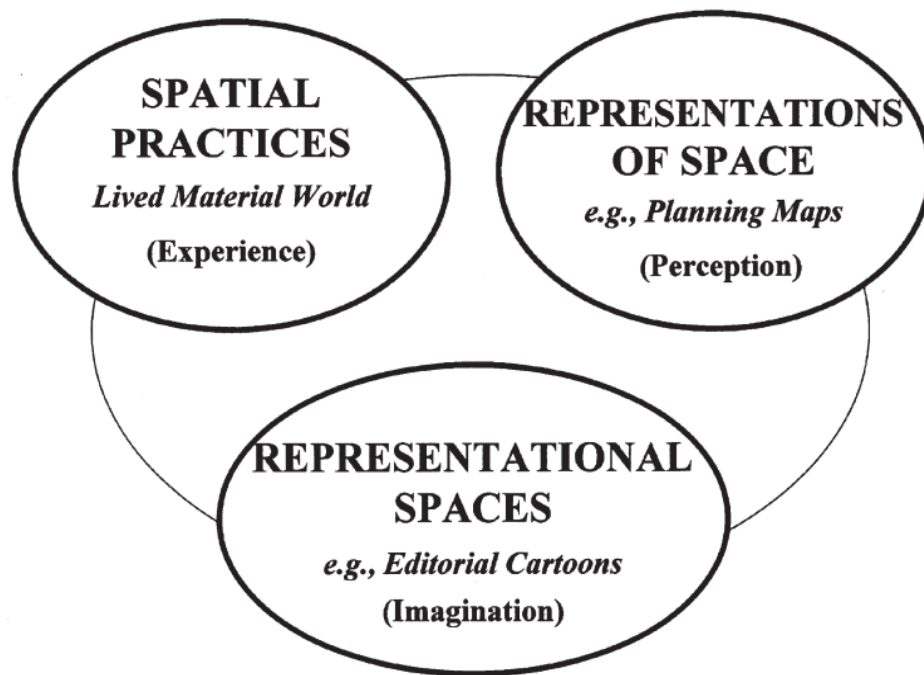 SPATIAL
PRACTICES
Lived Material World
(Experience)
REPRESENTATIONS
OF SPACE
e.g., Planning Maps
(Perception)
REPRESENTATIONAL
SPACES
e.g., Editorial Cartoons
(Imagination)